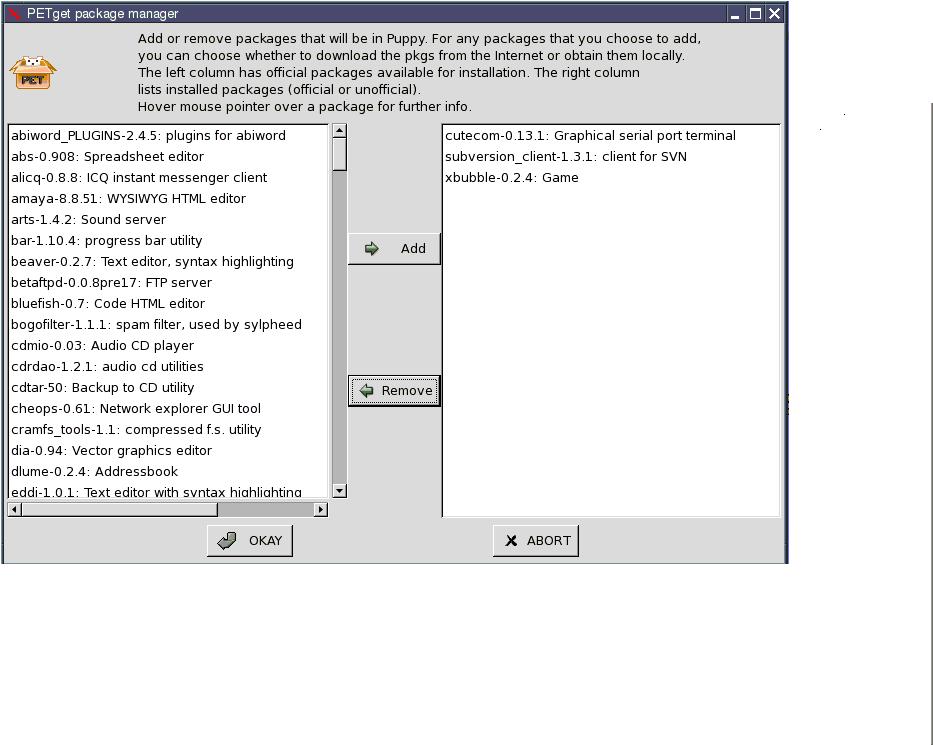 PETget package manager
Add or remove packages that will be in Puppy. For any packages that you choose to add,
you can choose whether to download the pkgs from the Internet or obtain them locally.
The left column has official packages available for installation. The right column
lists installed packages (official or unofficial).
Hover mouse pointer over a package for further info.
PET
abiword_PLUGINS-2.4.5: plugins for abiword
abs-0.908: Spreadsheet editor
alicq-0.8.8: ICQ instant messenger client
amaya-8.8.51: WYSIWYG HTML editor
arts-1.4.2: Sound server
bar-1.10.4: progress bar utility
beaver-0.2.7: Text editor, syntax highlighting
betaftpd-0.0.8pre17: FTP server
bluefish-0.7: Code HTML editor
bogofilter-1.1.1: spam filter, used by sylpheed
cdmio-0.03: Audio CD player
cdrdao-1.2.1: audio cd utilities
cdtar-50: Backup to CD utility
cheops-0.61: Network explorer GUI tool
cramfs_tools-1.1: compressed f.s. utility
dia-0.94: Vector graphics editor
dlume-0.2.4: Addressbook
eddi-1.0.1: Text editor with syntax highlighting
Add
Remove
cutecom-0.13.1: Graphical serial port terminal
subversion_client-1.3.1: client for SVN
xbubble-0.2.4: Game
OKAY
ABORT